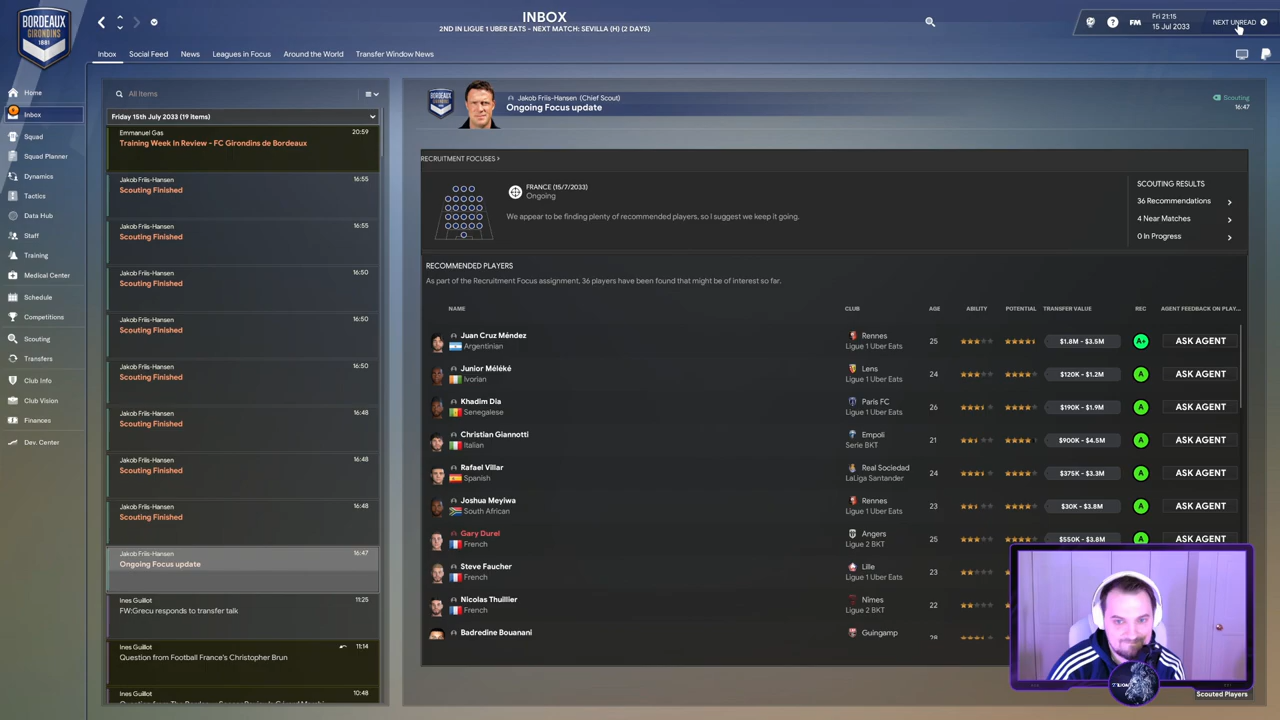 BORDEAUX
GIRONDINS
1881
INBOX
2ND IN LIGUE 1 UBER EATS - NEXT MATCH: SEVILLA (H) (2 DAYS)
FM
Fri 21:15
15 Jul 2033
NEXT UNREAD
Inbox
Social Feed
News
Leagues in Focus
Around the World
Transfer Window News
Home
Inbox
Squad
Squad Planner
Dynamics
Tactics
Data Hub
Staff
Training
Medical Center
Schedule
Competitions
Scouting
Transfers
Club Info
Club Vision
Finances
Dev. Center
All Items
Friday 15th July 2033 (19 items)
Emmanuel Gas 20:59
Training Week In Review - FC Girondins de Bordeaux
Jakob Friis-Hansen 16:55
Scouting Finished
Jakob Friis-Hansen 16:55
Scouting Finished
Jakob Friis-Hansen 16:50
Scouting Finished
Jakob Friis-Hansen 16:50
Scouting Finished
Jakob Friis-Hansen 16:50
Scouting Finished
Jakob Friis-Hansen 16:48
Scouting Finished
Jakob Friis-Hansen 16:48
Scouting Finished
Jakob Friis-Hansen 16:48
Scouting Finished
Jakob Friis-Hansen 16:47
Ongoing Focus update
Ines Guillot 11:25
FW:Grecu responds to transfer talk
Ines Guillot 11:14
Question from Football France's Christopher Brun
Ines Guillot 10:48
Jakob Friis-Hansen (Chief Scout)
Ongoing Focus update
Scouting
16:47
RECRUITMENT FOCUSES >
FRANCE (15/7/2033)
Ongoing
We appear to be finding plenty of recommended players, so I suggest we keep it going.
SCOUTING RESULTS
36 Recommendations
4 Near Matches
0 In Progress
RECOMMENDED PLAYERS
As part of the Recruitment Focus assignment, 36 players have been found that might be of interest so far.
NAME CLUB AGE ABILITY POTENTIAL TRANSFER VALUE REC AGENT FEEDBACK ON PLAY...
Juan Cruz Méndez Rennes 25 $1.8M - $3.5M A+ ASK AGENT
Argentinian Ligue 1 Uber Eats
Junior Méléké Lens 24 $120K - $1.2M A ASK AGENT
Ivorian Ligue 1 Uber Eats
Khadim Dia Paris FC 26 $190K - $1.9M A ASK AGENT
Senegalese Ligue 1 Uber Eats
Christian Giannotti Empoli 21 $900K - $4.5M A ASK AGENT
Italian Serie BKT
Rafael Villar Real Sociedad 24 $375K - $3.3M A ASK AGENT
Spanish LaLiga Santander
Joshua Meyiwa Rennes 23 $30K - $3.8M A ASK AGENT
South African Ligue 1 Uber Eats
Gary Durel Angers 25 $550K - $3.8M A ASK AGENT
French Ligue 2 BKT
Steve Faucher Lille 23
French Ligue 1 Uber Eats
Nicolas Thuillier Nîmes 22
French Ligue 2 BKT
Badredine Bouanani Guingamp 28
Scouted Players